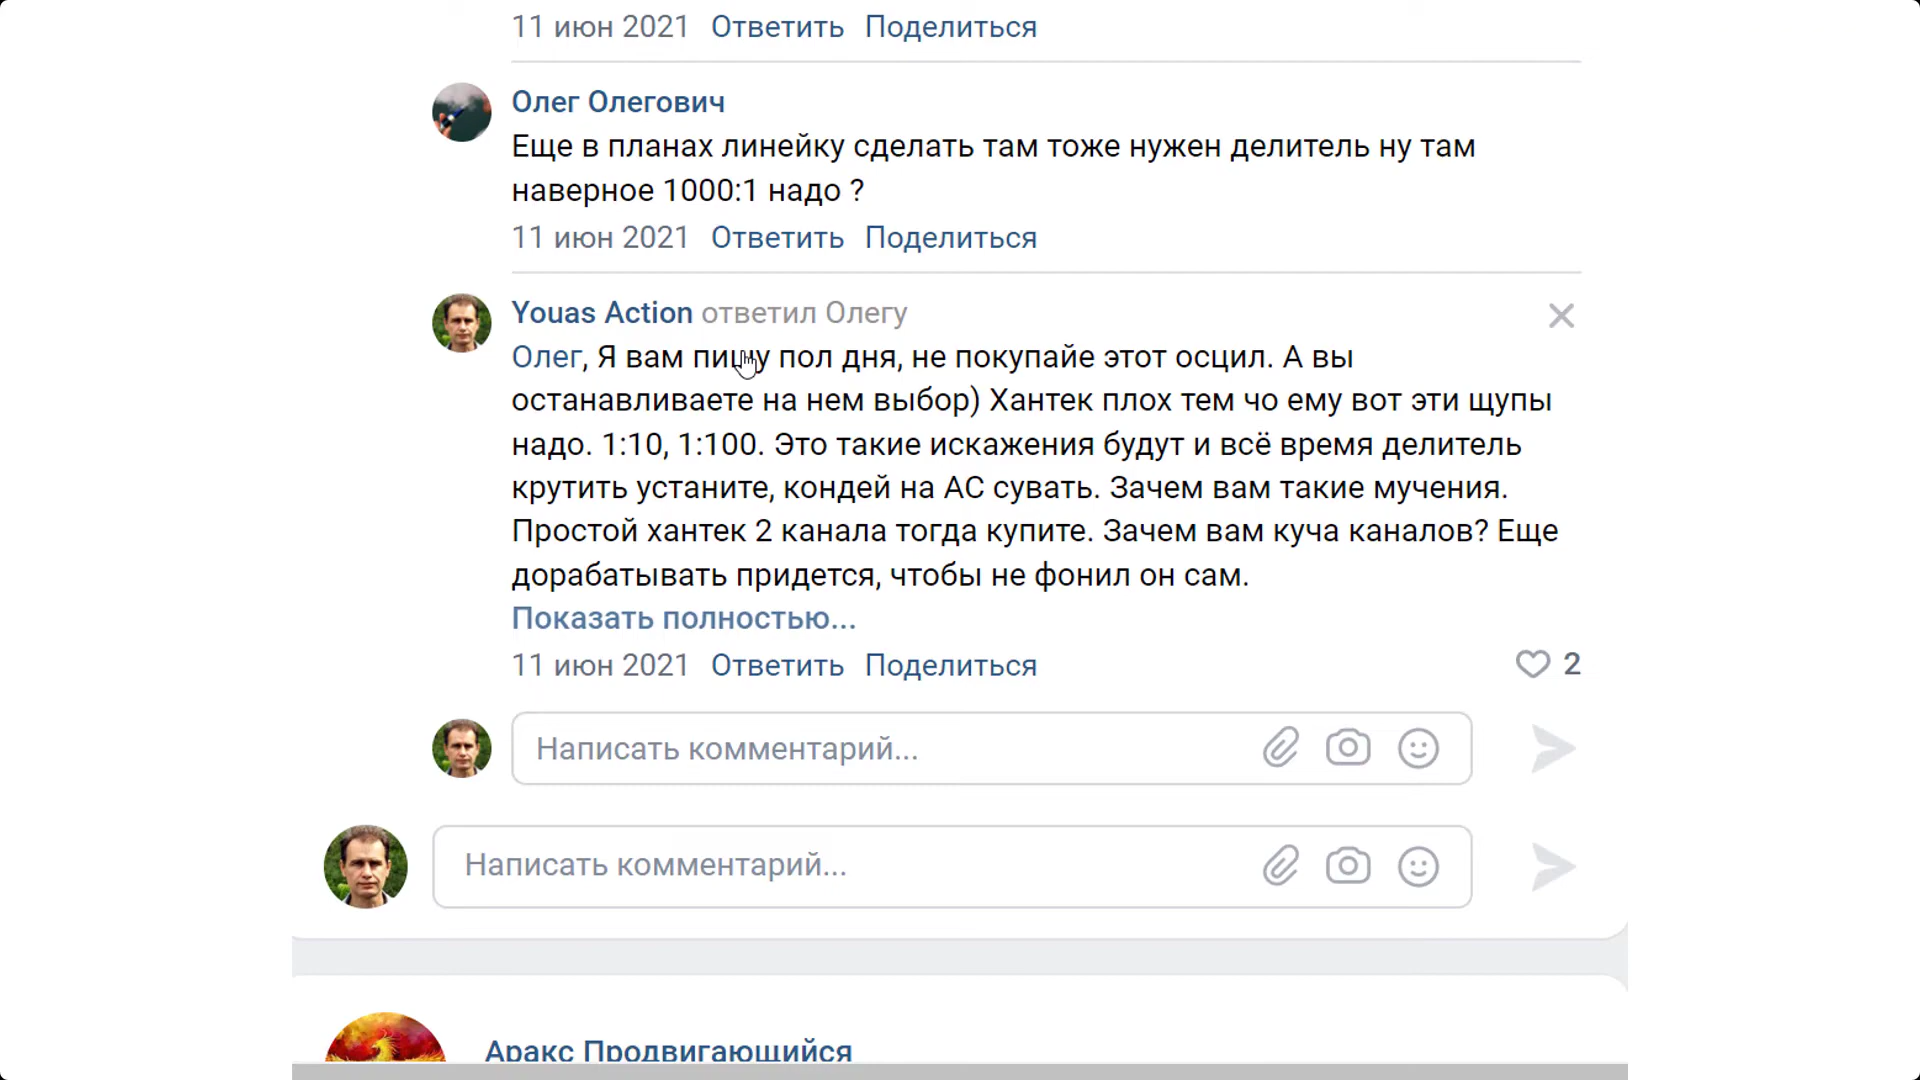 11 июн 2021 Ответить Поделиться
Олег Олегович
Еще в планах линейку сделать там тоже нужен делитель ну там
наверное 1000:1 надо ?
11 июн 2021 Ответить Поделиться
Youas Action ответил Олегу
Олег, Я вам пишу пол дня, не покупайе этот осцил. А вы
останавливаете на нем выбор) Хантек плох тем чо ему вот эти щупы
надо. 1:10, 1:100. Это такие искажения будут и всё время делитель
крутить устаните, кондей на АС сувать. Зачем вам такие мучения.
Простой хантек 2 канала тогда купите. Зачем вам куча каналов? Еще
дорабатывать придется, чтобы не фонил он сам.
Показать полностью...
11 июн 2021 Ответить Поделиться 2
Написать комментарий...
Написать комментарий...
Аракс Продвигающийся